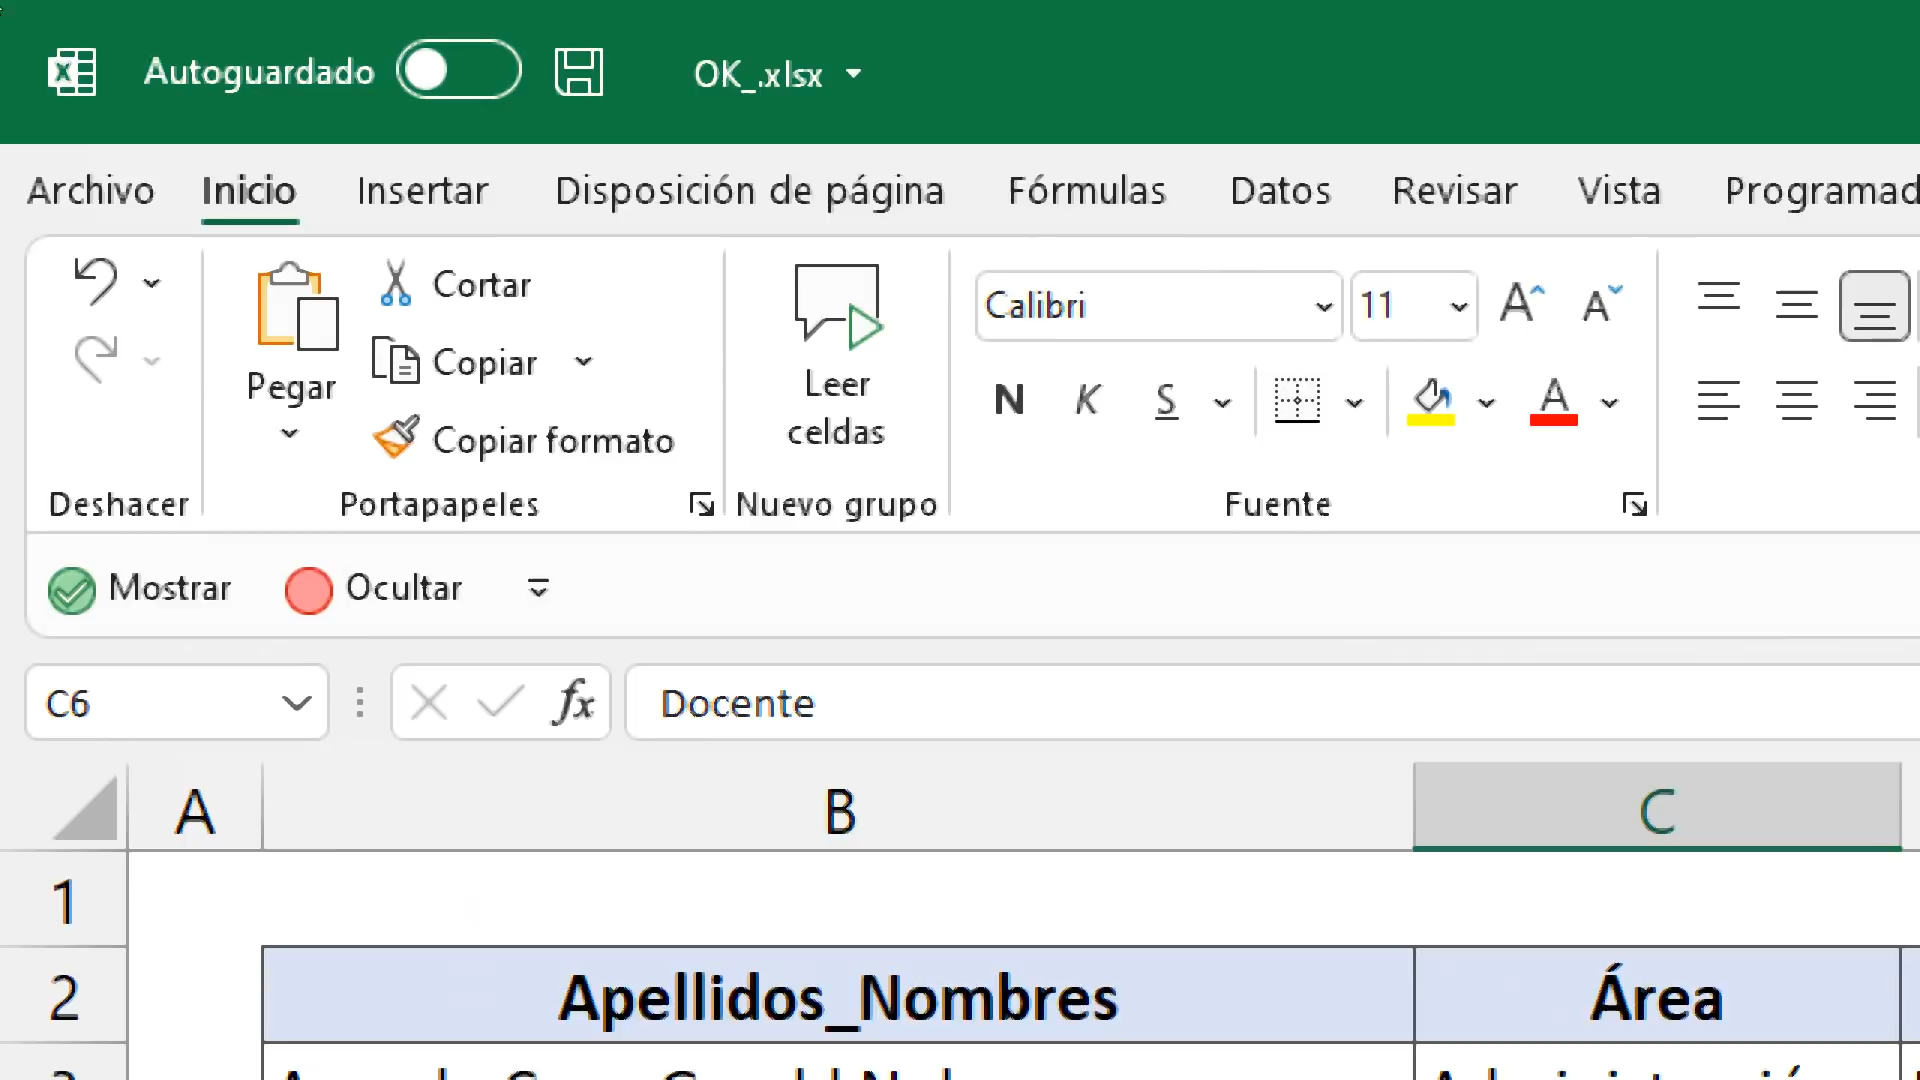 Autoguardado OK_.xlsx
Archivo Inicio Insertar Disposición de página Fórmulas Datos Revisar Vista Programad
Cortar
Copiar
Copiar formato
Pegar
Leer
celdas
Calibri 11
N K S A
Deshacer Portapapeles Nuevo grupo Fuente
Mostrar Ocultar
C6 fx Docente
A B C
1
2 Apellidos_Nombres Área